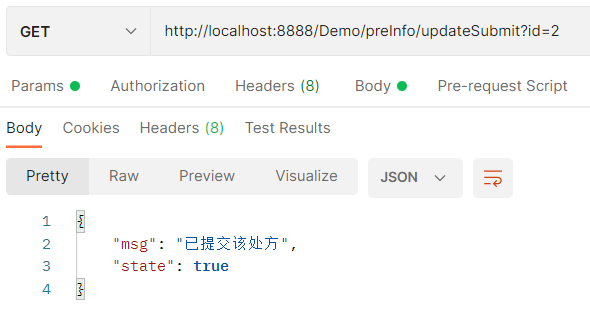 GET http://localhost:8888/Demo/preInfo/updateSubmit?id=2
Params Authorization Headers (8) Body Pre-request Script
Body Cookies Headers (8) Test Results
Pretty Raw Preview Visualize JSON
1 {
2 "msg": "已提交该处方",
3 "state": true
4 }